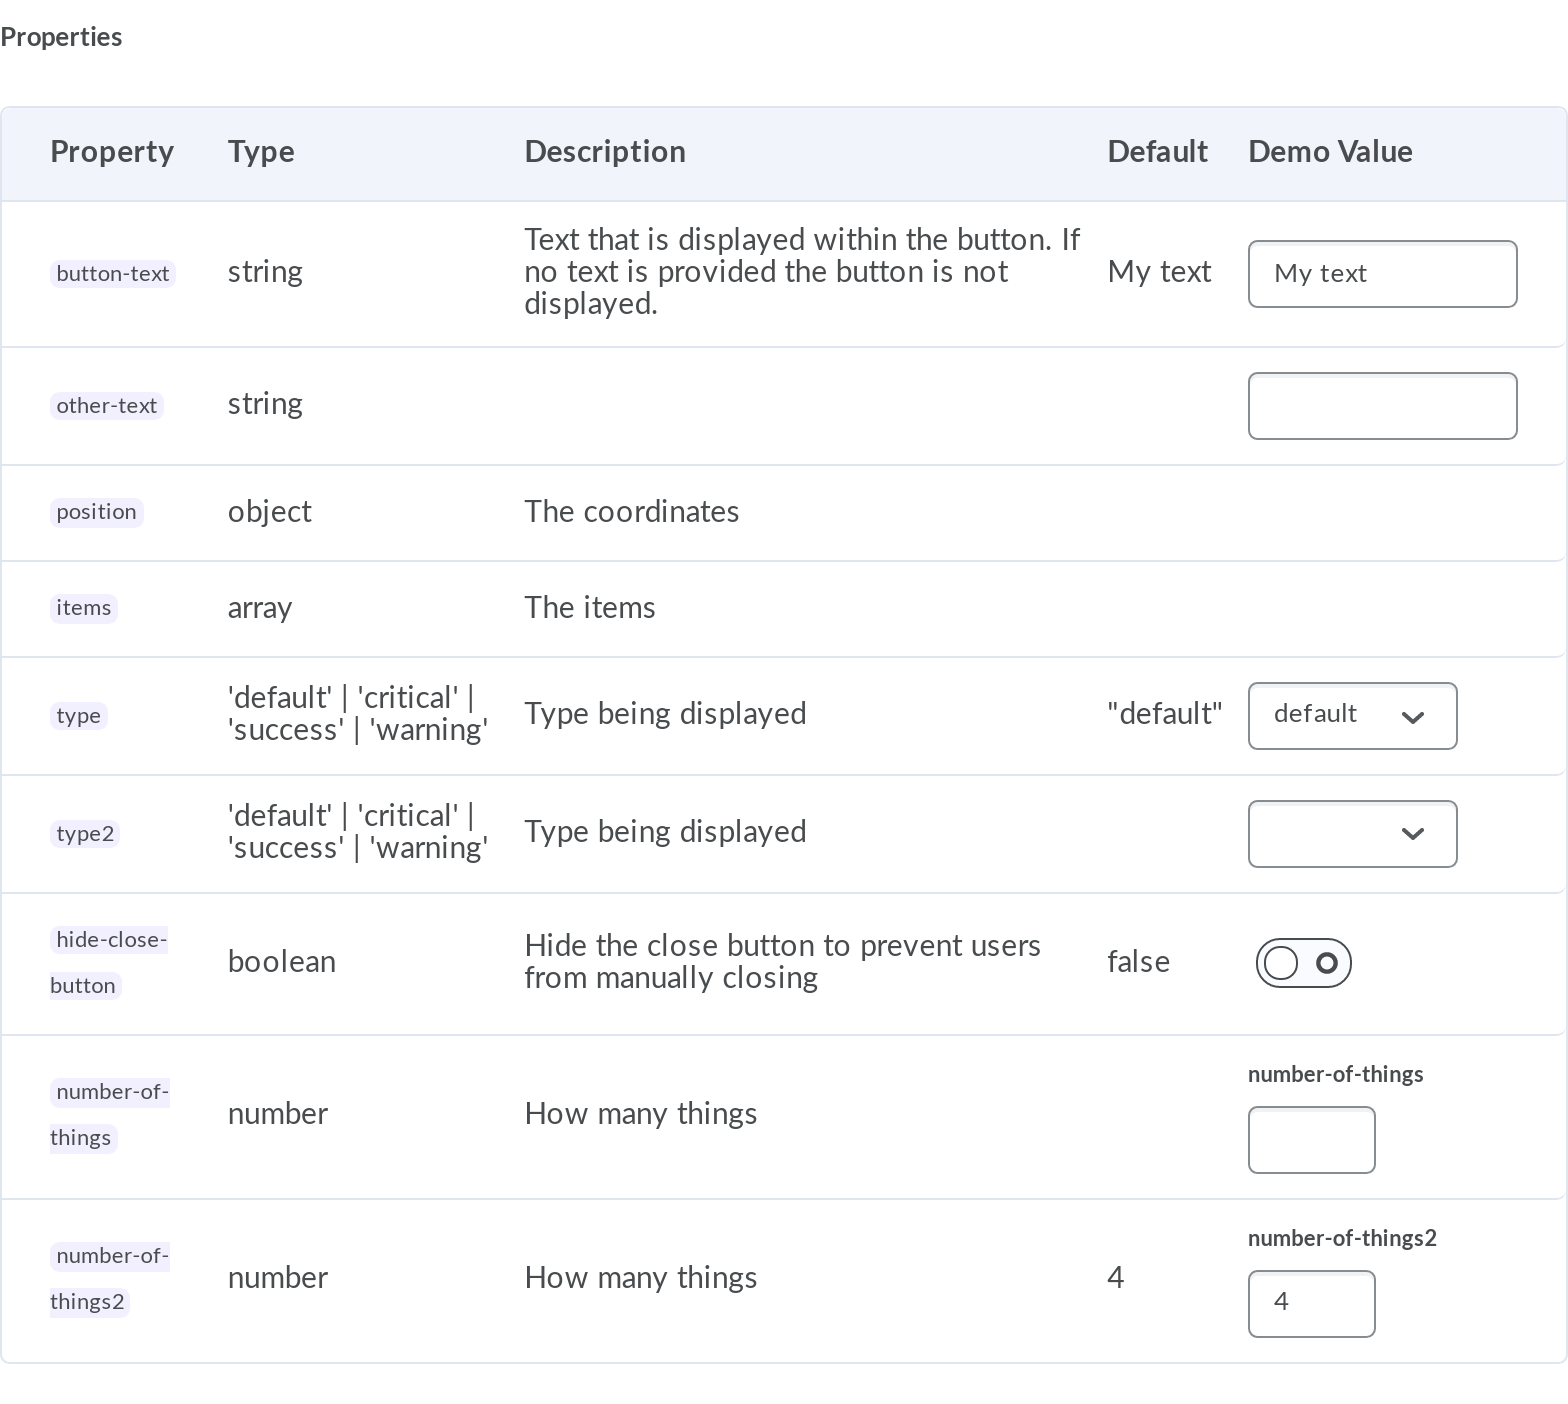 Properties
Property Type Description Default Demo Value
button-text string Text that is displayed within the button. If no text is provided the button is not displayed. My text My text
other-text string
position object The coordinates
items array The items
type 'default' | 'critical' | 'success' | 'warning' Type being displayed "default" default
type2 'default' | 'critical' | 'success' | 'warning' Type being displayed
hide-close-button boolean Hide the close button to prevent users from manually closing false
number-of-things number How many things number-of-things
number-of-things2 number How many things 4 number-of-things2 4